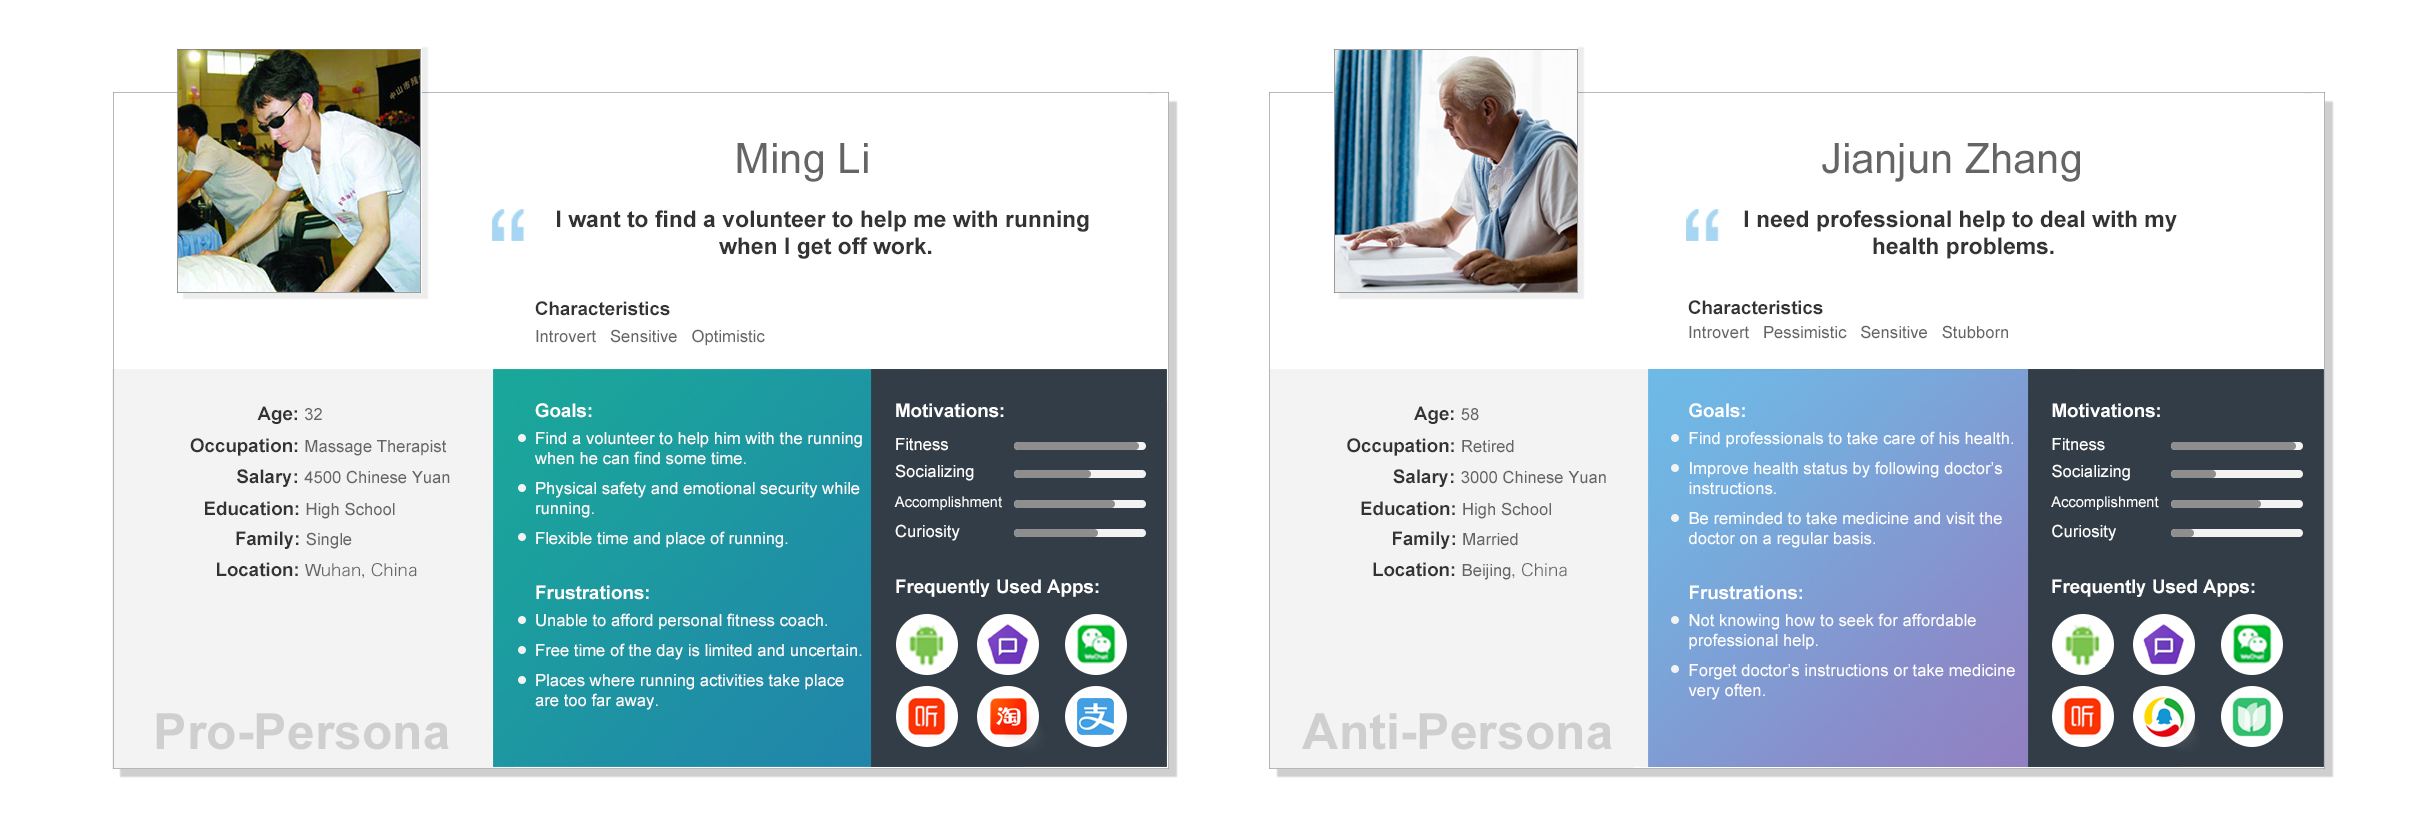 Ming Li
“
I want to find a volunteer to help me with running
when I get off work.
Characteristics
Introvert Sensitive Optimistic
Age: 32
Occupation: Massage Therapist
Salary: 4500 Chinese Yuan
Education: High School
Family: Single
Location: Wuhan, China
Pro-Persona
Goals:
Find a volunteer to help him with the running
when he can find some time.
Physical safety and emotional security while
running.
Flexible time and place of running.
Frustrations:
Unable to afford personal fitness coach.
Free time of the day is limited and uncertain.
Places where running activities take place
are too far away.
Motivations:
Fitness
Socializing
Accomplishment
Curiosity
Frequently Used Apps:
WeChat
听
淘
支
Jianjun Zhang
“
I need professional help to deal with my
health problems.
Characteristics
Introvert Pessimistic Sensitive Stubborn
Age: 58
Occupation: Retired
Salary: 3000 Chinese Yuan
Education: High School
Family: Married
Location: Beijing, China
Anti-Persona
Goals:
Find professionals to take care of his health.
Improve health status by following doctor’s
instructions.
Be reminded to take medicine and visit the
doctor on a regular basis.
Frustrations:
Not knowing how to seek for affordable
professional help.
Forget doctor’s instructions or take medicine
very often.
Motivations:
Fitness
Socializing
Accomplishment
Curiosity
Frequently Used Apps:
WeChat
听